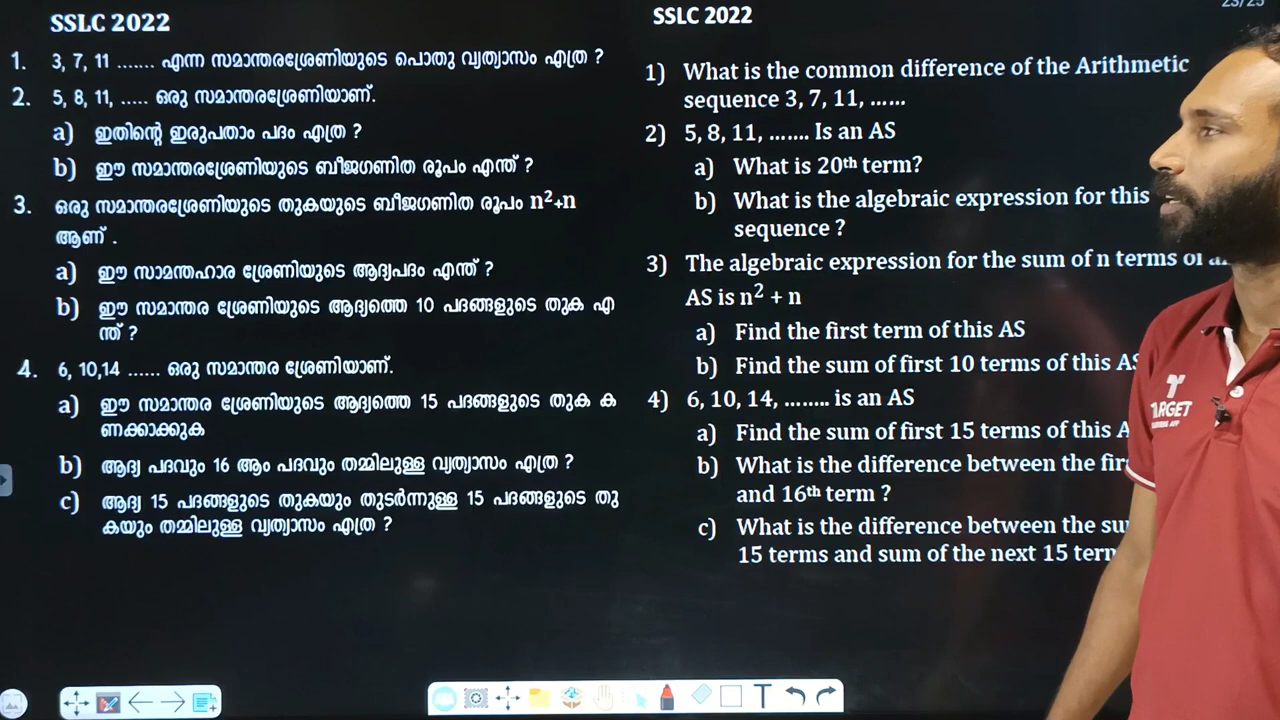 SSLC 2022
1. 3, 7, 11 ....... എന്ന സമാന്തരശ്രേണിയുടെ പൊതു വ്യത്യാസം എത്ര ?
2. 5, 8, 11, ..... ഒരു സമാന്തരശ്രേണിയാണ്.
a) ഇതിന്റെ ഇരുപതാം പദം എത്ര ?
b) ഈ സമാന്തരശ്രേണിയുടെ ബീജഗണിത രൂപം എന്ത് ?
3. ഒരു സമാന്തരശ്രേണിയുടെ തുകയുടെ ബീജഗണിത രൂപം n²+n
ആണ് .
a) ഈ സാമന്തഹാര ശ്രേണിയുടെ ആദ്യപദം എന്ത് ?
b) ഈ സമാന്തര ശ്രേണിയുടെ ആദ്യത്തെ 10 പദങ്ങളുടെ തുക എ
ന്ത് ?
4. 6, 10,14 ...... ഒരു സമാന്തര ശ്രേണിയാണ്.
a) ഈ സമാന്തര ശ്രേണിയുടെ ആദ്യത്തെ 15 പദങ്ങളുടെ തുക ക
ണക്കാക്കുക
b) ആദ്യ പദവും 16 ആം പദവും തമ്മിലുള്ള വ്യത്യാസം എത്ര ?
c) ആദ്യ 15 പദങ്ങളുടെ തുകയും തുടർന്നുള്ള 15 പദങ്ങളുടെ തു
കയും തമ്മിലുള്ള വ്യത്യാസം എത്ര ?
SSLC 2022
1) What is the common difference of the Arithmetic
sequence 3, 7, 11, ......
2) 5, 8, 11, ....... Is an AS
a) What is 20th term?
b) What is the algebraic expression for this
sequence ?
3) The algebraic expression for the sum of n terms of
AS is n² + n
a) Find the first term of this AS
b) Find the sum of first 10 terms of this AS
4) 6, 10, 14, ........ is an AS
a) Find the sum of first 15 terms of this A
b) What is the difference between the fir
and 16th term ?
c) What is the difference between the su
15 terms and sum of the next 15 term
TARGET
T